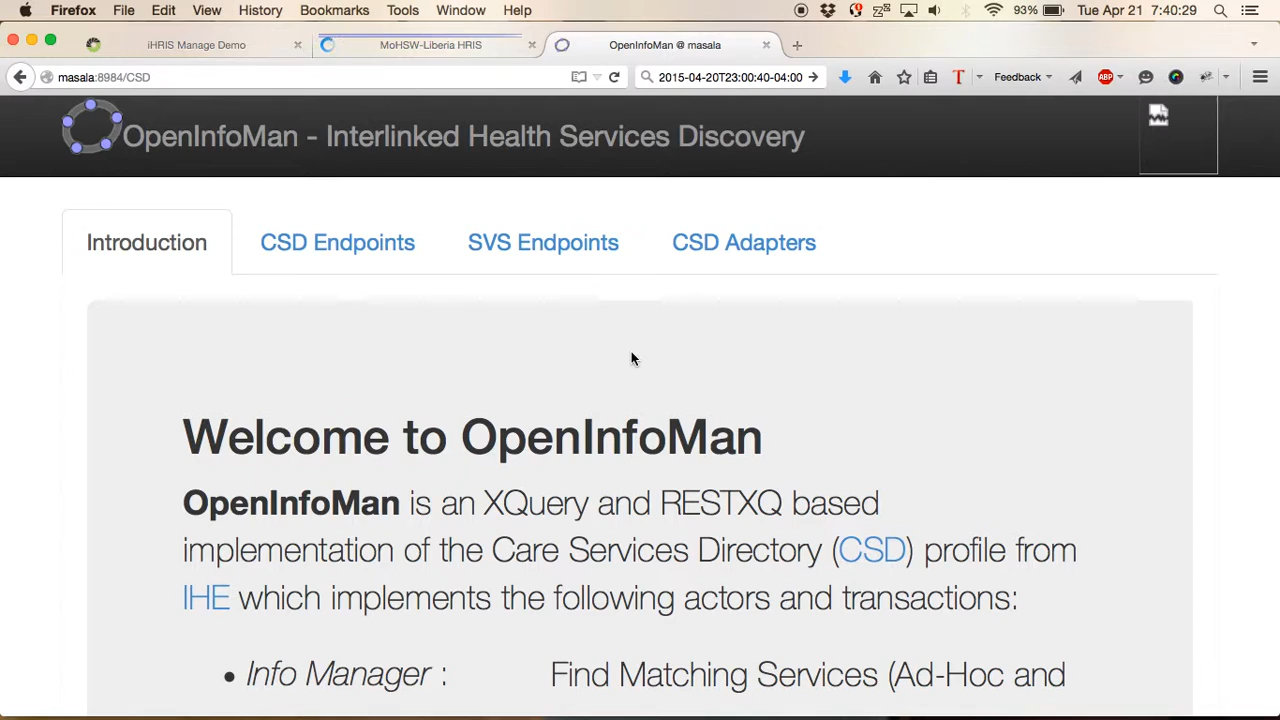 Firefox File Edit View History Bookmarks Tools Window Help 93% Tue Apr 21 7:40:29
iHRIS Manage Demo MoHSW-Liberia HRIS OpenInfoMan @ masala
masala:8984/CSD 2015-04-20T23:00:40-04:00 T Feedback ABP
OpenInfoMan - Interlinked Health Services Discovery
Introduction CSD Endpoints SVS Endpoints CSD Adapters
Welcome to OpenInfoMan
OpenInfoMan is an XQuery and RESTXQ based
implementation of the Care Services Directory (CSD) profile from
IHE which implements the following actors and transactions:
• Info Manager : Find Matching Services (Ad-Hoc and